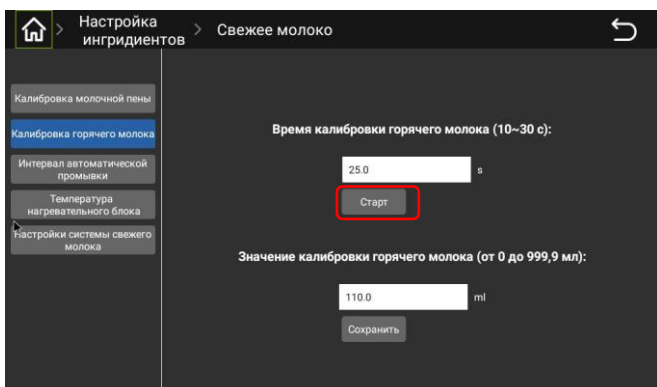 Настройка
ингридиентов
> > Свежее молоко
Калибровка молочной пены
Калибровка горячего молока
Интервал автоматической
промывки
Температура
нагревательного блока
Настройки системы свежего
молока
Время калибровки горячего молока (10~30 с):
25.0 s
Старт
Значение калибровки горячего молока (от 0 до 999,9 мл):
110.0 ml
Сохранить